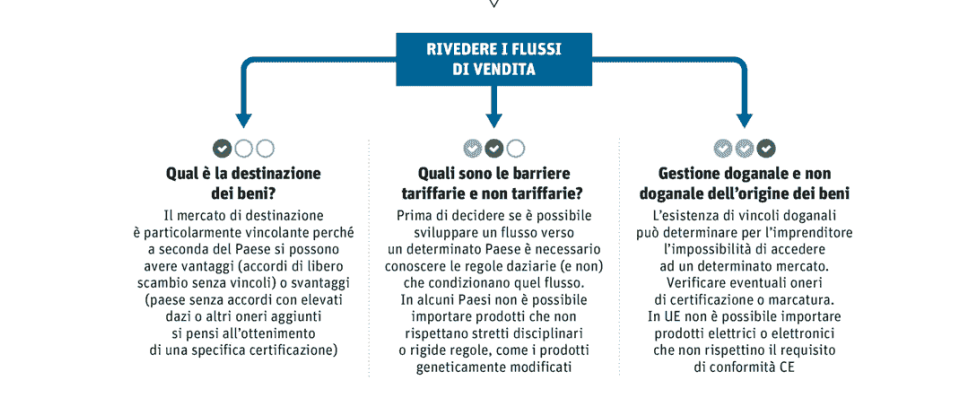 RIVEDERE I FLUSSI
DI VENDITA
Qual è la destinazione
dei beni?
Il mercato di destinazione
è particolarmente vincolante perché
a seconda del Paese si possono
avere vantaggi (accordi di libero
scambio senza vincoli) o svantaggi
(paese senza accordi con elevati
dazi o altri oneri aggiunti
si pensi all’ottenimento
di una specifica certificazione)
Quali sono le barriere
tariffarie e non tariffarie?
Prima di decidere se è possibile
sviluppare un flusso verso
un determinato Paese è necessario
conoscere le regole daziarie (e non)
che condizionano quel flusso.
In alcuni Paesi non è possibile
importare prodotti che non
rispettano stretti disciplinari
o rigide regole, come i prodotti
geneticamente modificati
Gestione doganale e non
doganale dell’origine dei beni
L’esistenza di vincoli doganali
può determinare per l’imprenditore
l’impossibilità di accedere
ad un determinato mercato.
Verificare eventuali oneri
di certificazione o marcatura.
In UE non è possibile importare
prodotti elettrici o elettronici
che non rispettino il requisito
di conformità CE